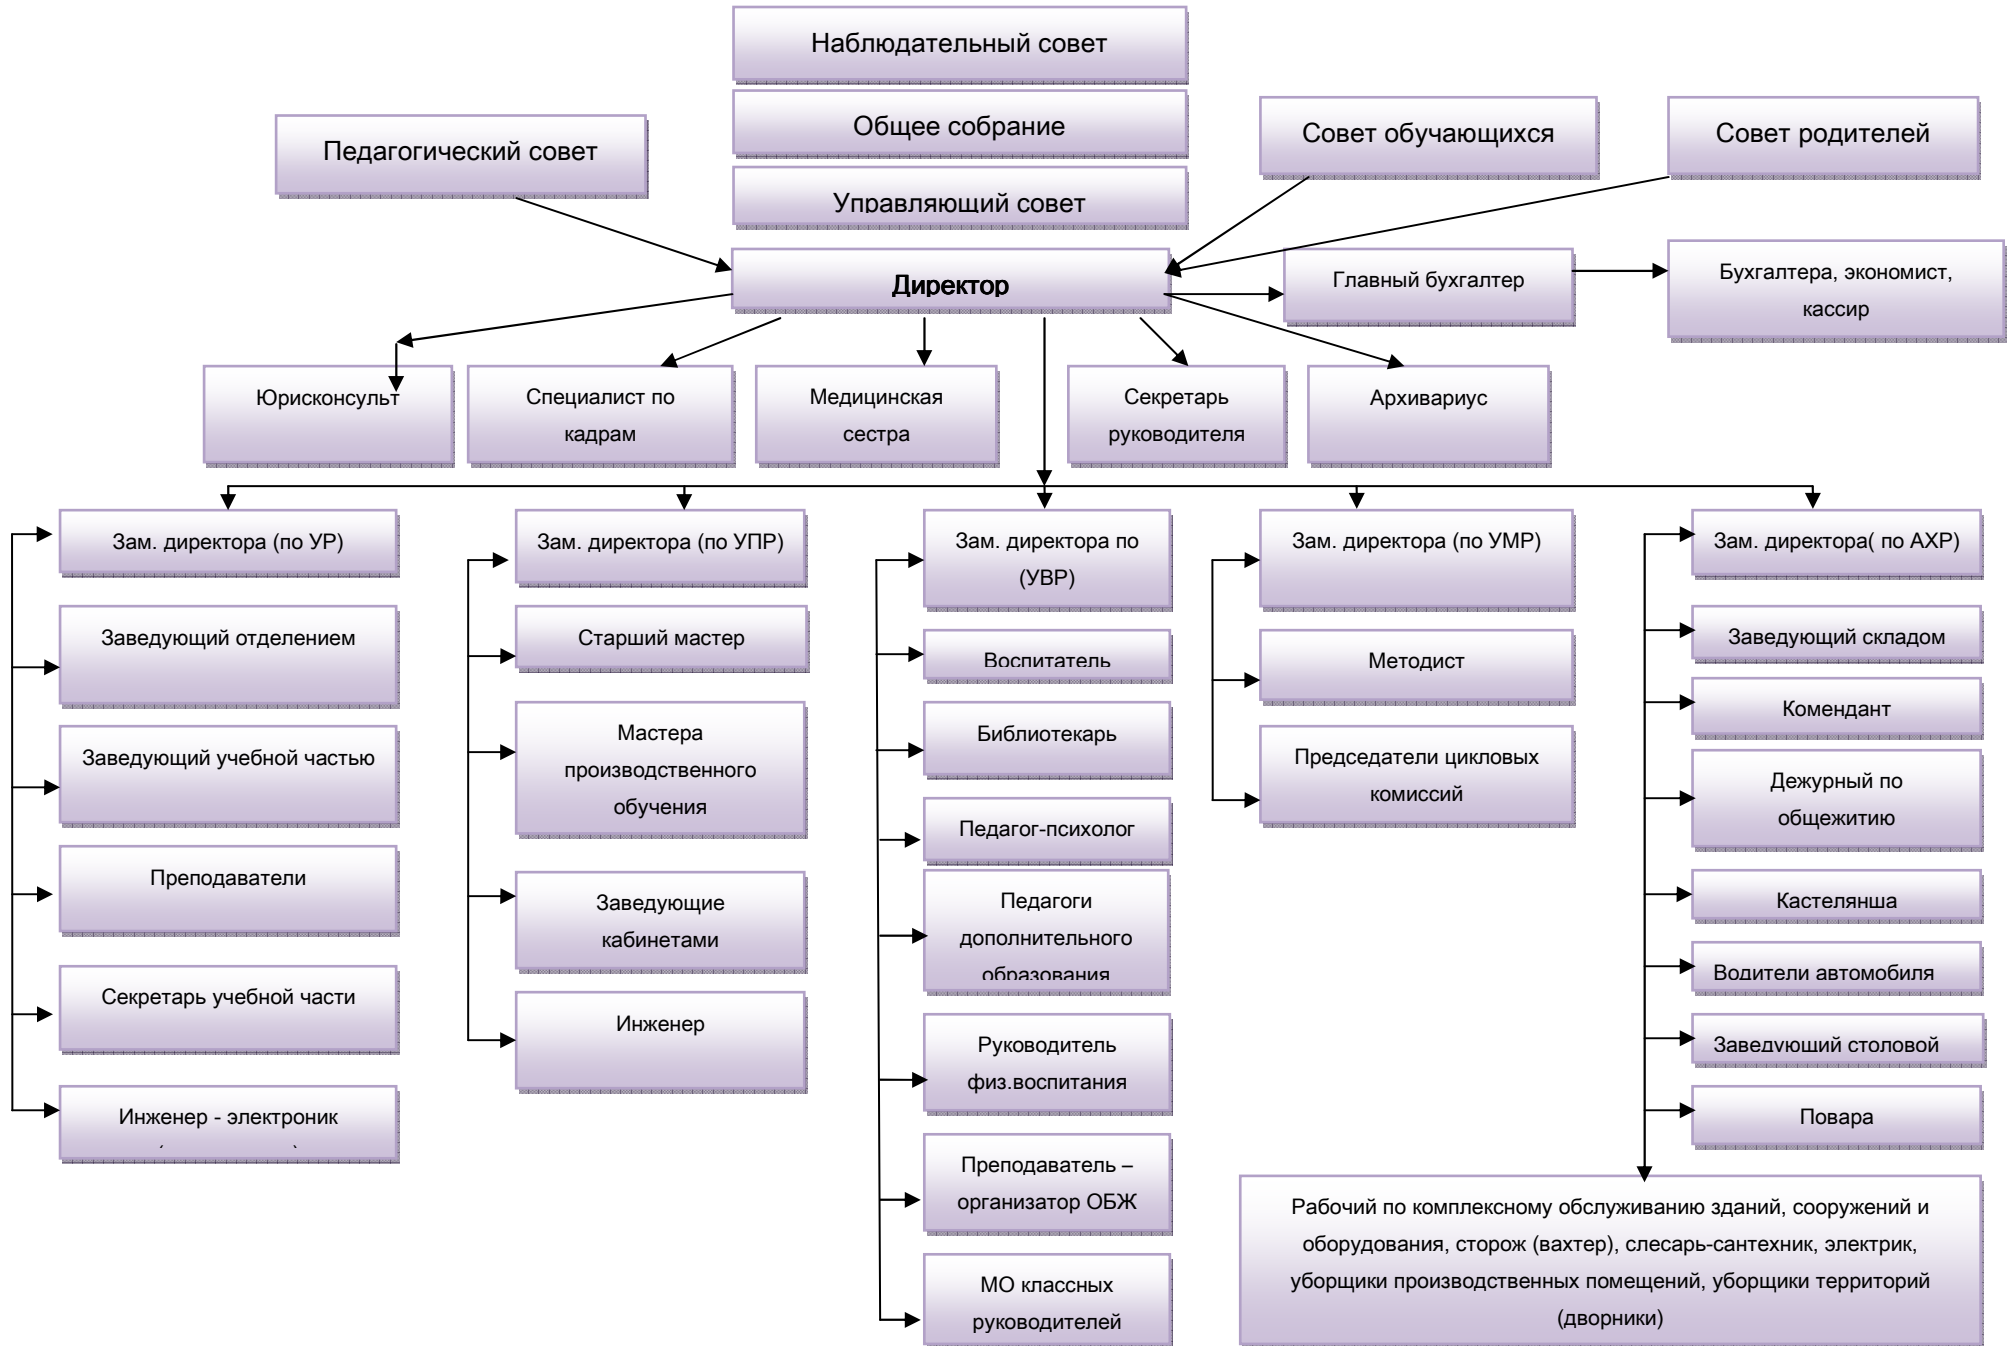 Наблюдательный совет
Общее собрание
Управляющий совет
Педагогический совет
Совет обучающихся
Совет родителей
Директор
Главный бухгалтер
Бухгалтера, экономист,
кассир
Юрисконсульт
Специалист по
кадрам
Медицинская
сестра
Секретарь
руководителя
Архивариус
Зам. директора (по УР)
Заведующий отделением
Заведующий учебной частью
Преподаватели
Секретарь учебной части
Инженер - электроник
Зам. директора (по УПР)
Старший мастер
Мастера
производственного
обучения
Заведующие
кабинетами
Инженер
Зам. директора по
(УВР)
Воспитатель
Библиотекарь
Педагог-психолог
Педагоги
дополнительного
образования
Руководитель
физ.воспитания
Преподаватель –
организатор ОБЖ
МО классных
руководителей
Зам. директора (по УМР)
Методист
Председатели цикловых
комиссий
Зам. директора( по АХР)
Заведующий складом
Комендант
Дежурный по
общежитию
Кастелянша
Водители автомобиля
Заведующий столовой
Повара
Рабочий по комплексному обслуживанию зданий, сооружений и
оборудования, сторож (вахтер), слесарь-сантехник, электрик,
уборщики производственных помещений, уборщики территорий
(дворники)